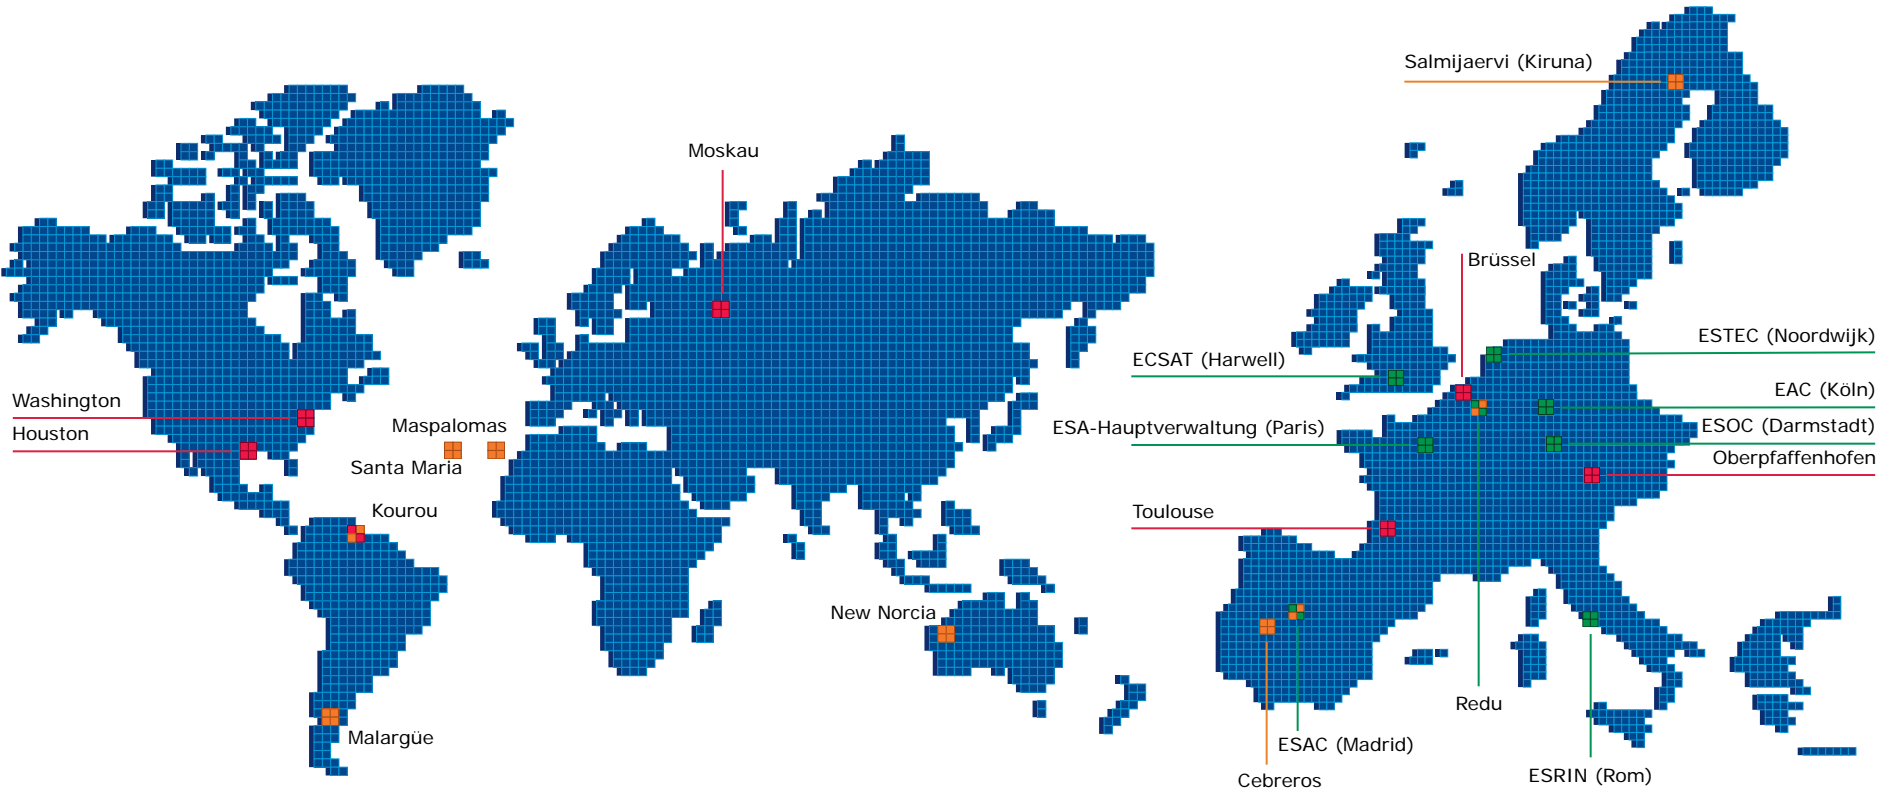 Salmijaervi (Kiruna)
Moskau
Brüssel
ESTEC (Noordwijk)
ECSAT (Harwell)
EAC (Köln)
Washington
Maspalomas
ESA-Hauptverwaltung (Paris)
ESOC (Darmstadt)
Houston
Santa Maria
Oberpfaffenhofen
Kourou
Toulouse
New Norcia
Redu
Malargüe
ESAC (Madrid)
Cebreros
ESRIN (Rom)